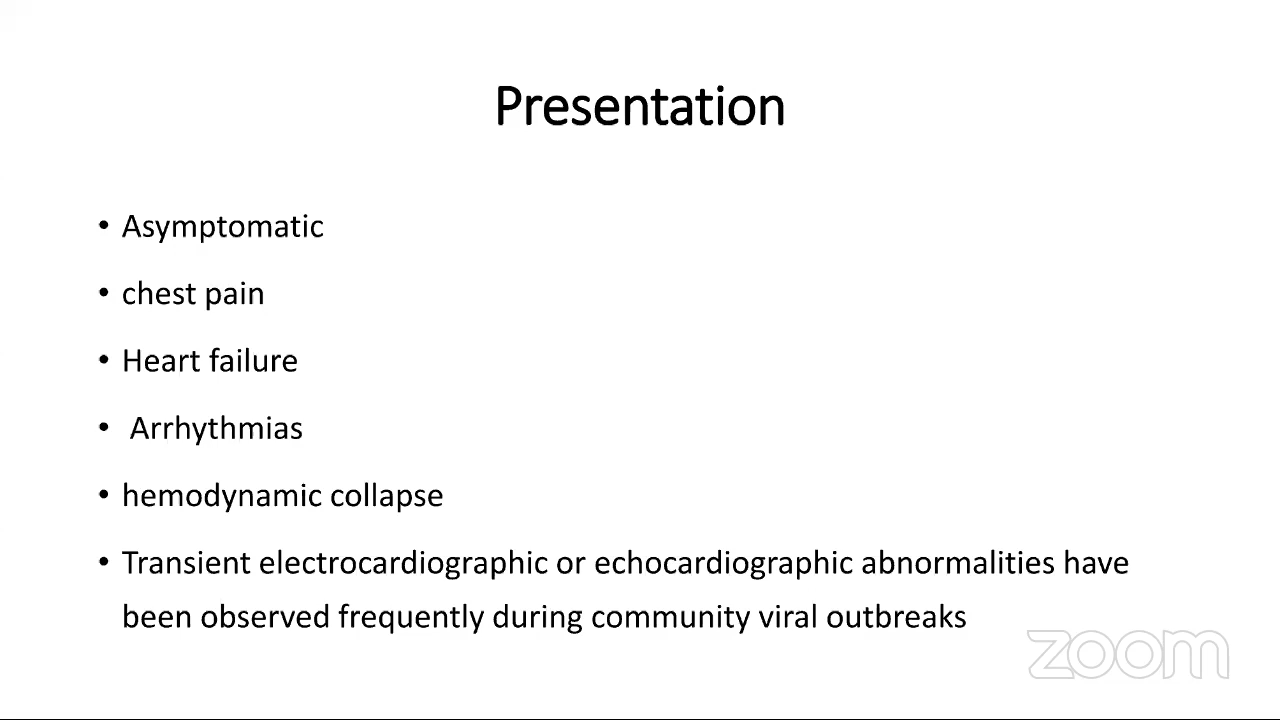 Presentation
• Asymptomatic
• chest pain
• Heart failure
• Arrhythmias
• hemodynamic collapse
• Transient electrocardiographic or echocardiographic abnormalities have
been observed frequently during community viral outbreaks
zoom